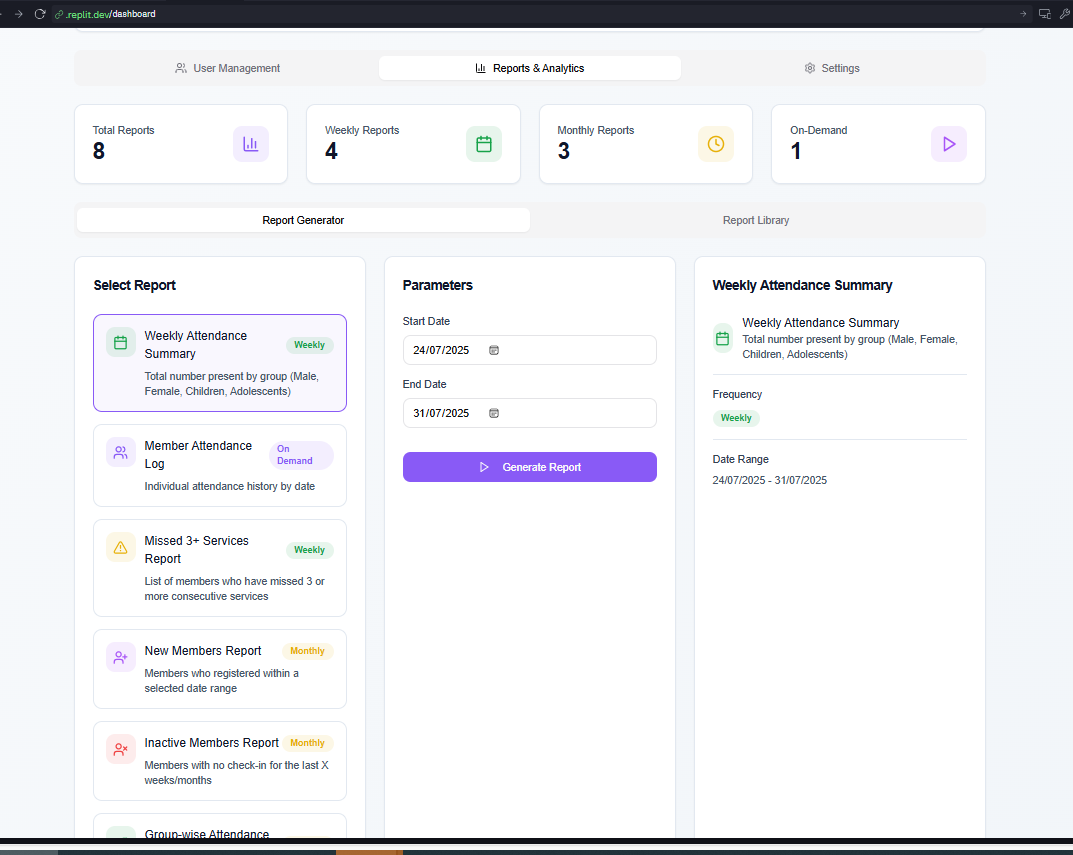 .replit.dev/dashboard
User Management
Reports & Analytics
Settings
Total Reports
8
Weekly Reports
4
Monthly Reports
3
On-Demand
1
Report Generator
Report Library
Select Report
Weekly Attendance
Summary
Weekly
Total number present by group (Male,
Female, Children, Adolescents)
Member Attendance
Log
On
Demand
Individual attendance history by date
Missed 3+ Services
Report
Weekly
List of members who have missed 3 or
more consecutive services
New Members Report
Monthly
Members who registered within a
selected date range
Inactive Members Report
Monthly
Members with no check-in for the last X
weeks/months
Group-wise Attendance
Parameters
Start Date
24/07/2025
End Date
31/07/2025
Generate Report
Weekly Attendance Summary
Weekly Attendance Summary
Total number present by group (Male, Female,
Children, Adolescents)
Frequency
Weekly
Date Range
24/07/2025 - 31/07/2025